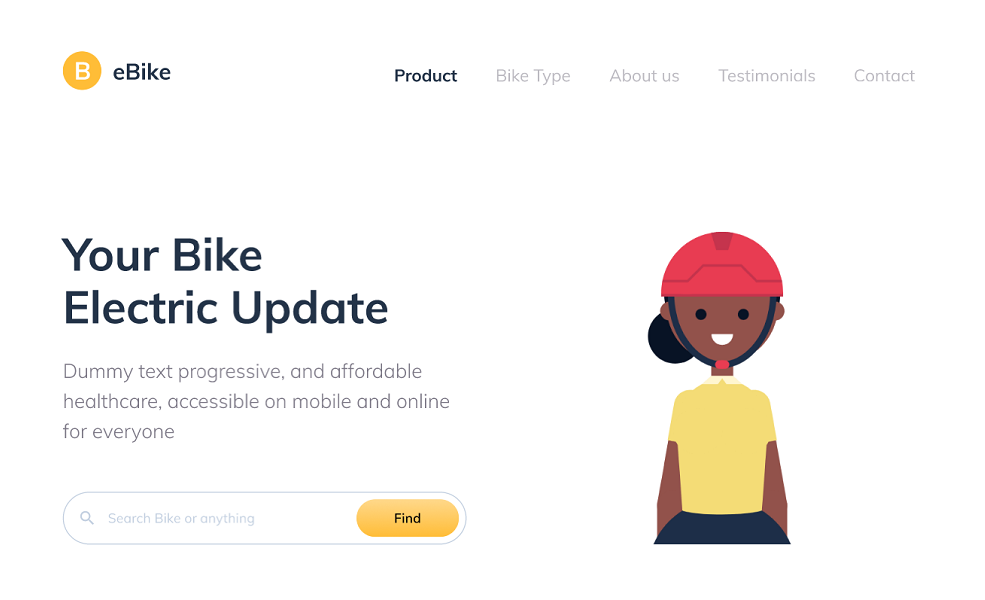 B eBike
Product Bike Type About us Testimonials Contact
Your Bike
Electric Update
Dummy text progressive, and affordable
healthcare, accessible on mobile and online
for everyone
Search Bike or anything
Find